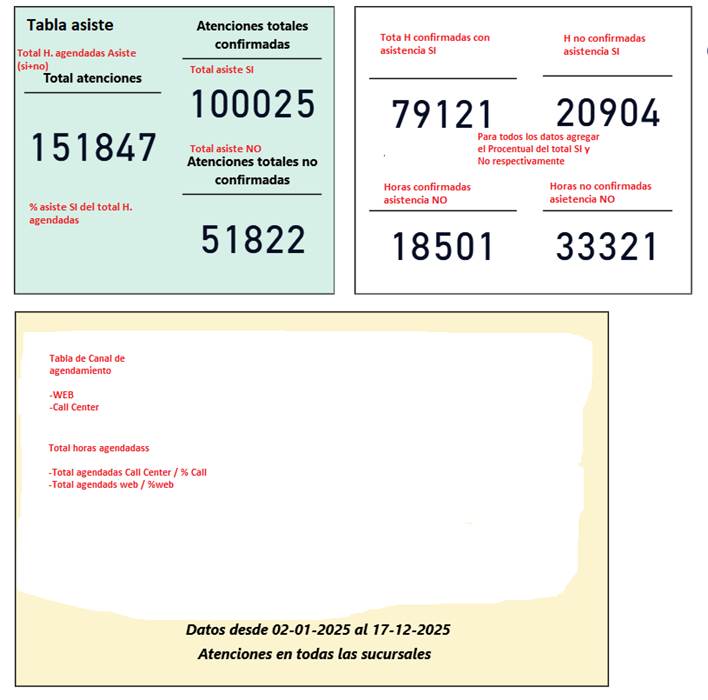 Tabla asiste
Total H. agendadas Asiste
(si+no)
Total atenciones
151847
% asiste SI del total H.
agendadas
Atenciones totales
confirmadas
Total asiste SI
100025
Total asiste NO
Atenciones totales no
confirmadas
51822
Tota H confirmadas con
asistencia SI
79121
H no confirmadas
asistencia SI
20904
Para todos los datos agregar
el Procentual del total SI y
No respectivamente
Horas confirmadas
asistencia NO
18501
Horas no confirmadas
asietencia NO
33321
Tabla de Canal de
agendamiento
-WEB
-Call Center
Total horas agendadass
-Total agendadas Call Center / % Call
-Total agendads web / %web
Datos desde 02-01-2025 al 17-12-2025
Atenciones en todas las sucursales